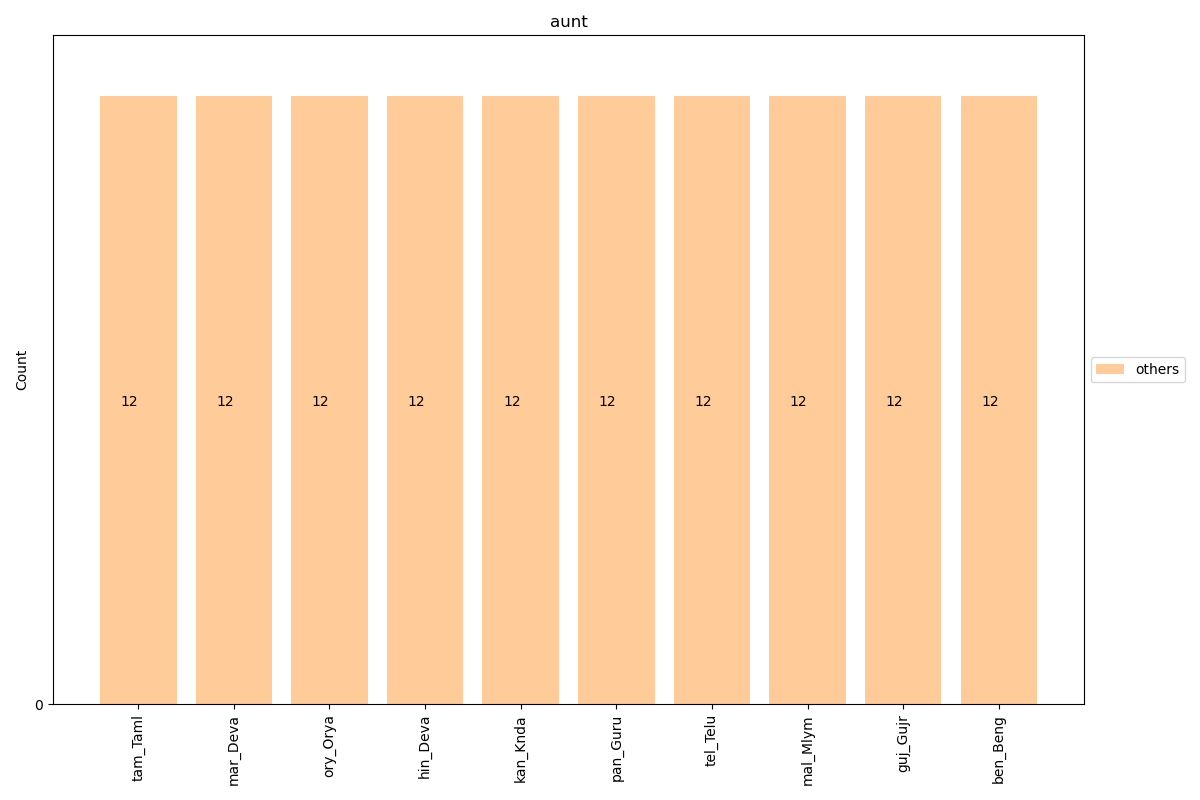 aunt
Count
12 12 12 12 12 12 12 12 12 12
others
0
tam_Taml
mar_Deva
ory_Orya
hin_Deva
kan_Knda
pan_Guru
tel_Telu
mal_Mlym
guj_Gujr
ben_Beng